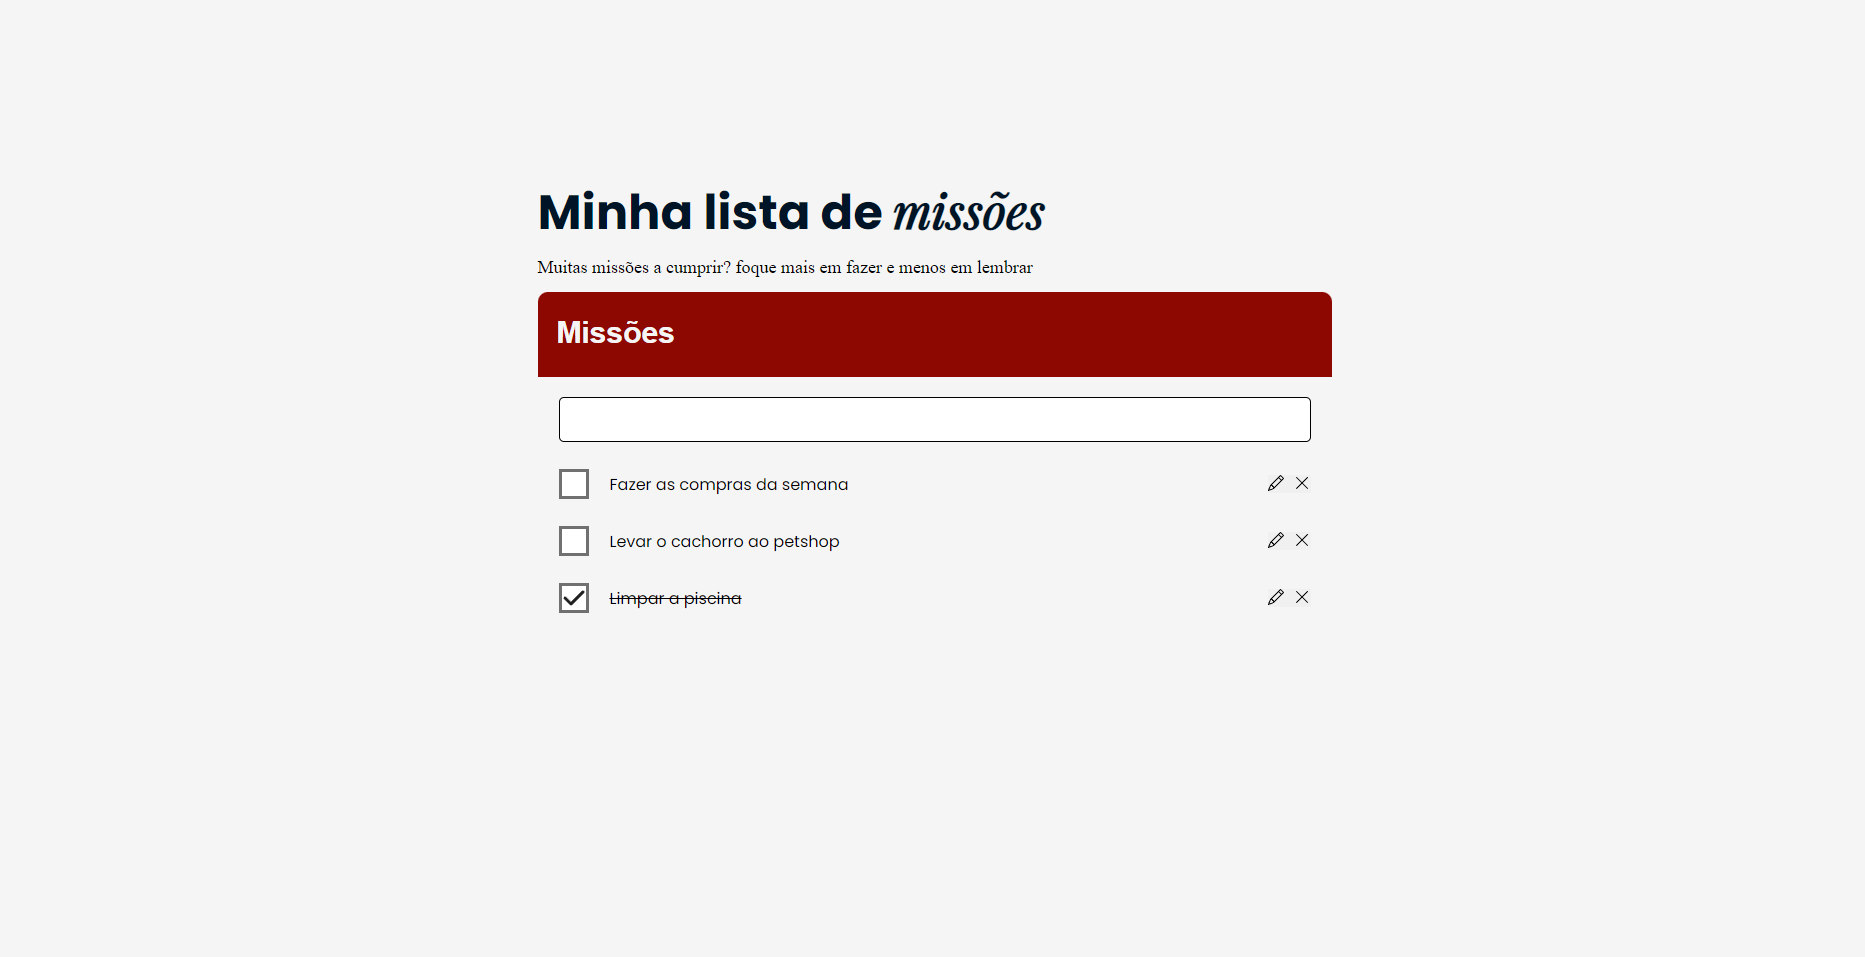 Minha lista de missões
Muitas missões a cumprir? foque mais em fazer e menos em lembrar
Missões
Fazer as compras da semana
Levar o cachorro ao petshop
Limpar a piscina